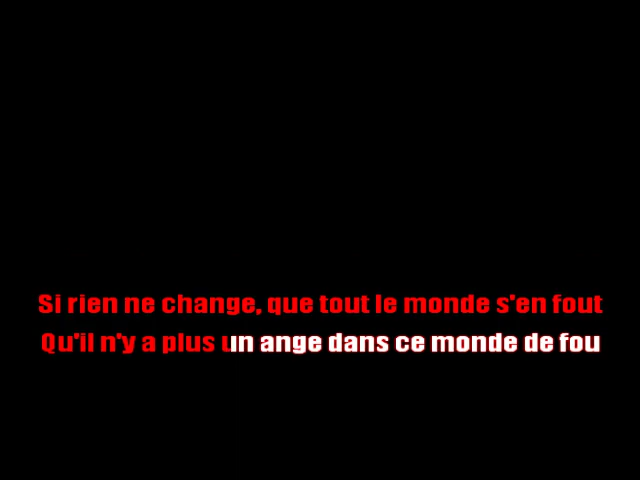 Si rien ne change, que tout le monde s'en fout
Qu'il n'y a plus un ange dans ce monde de fou